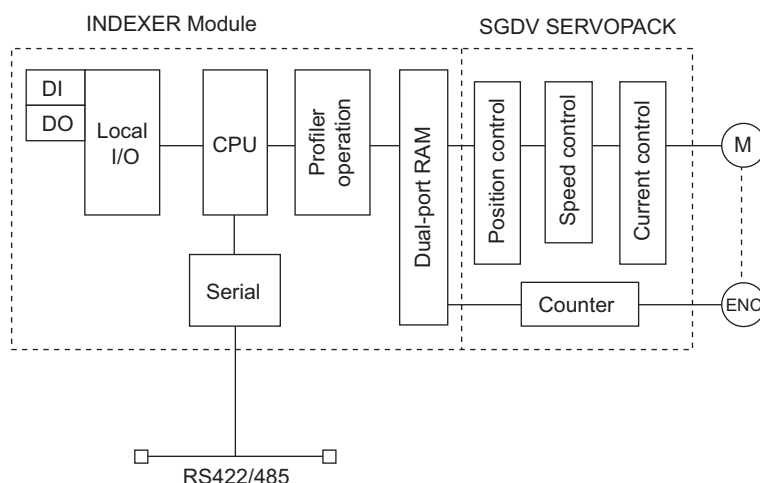 INDEXER Module
SGDV SERVOPACK
DI
DO
Local
I/O
CPU
Profiler
operation
Dual-port RAM
Position control
Speed control
Current control
M
Serial
Counter
ENC
RS422/485